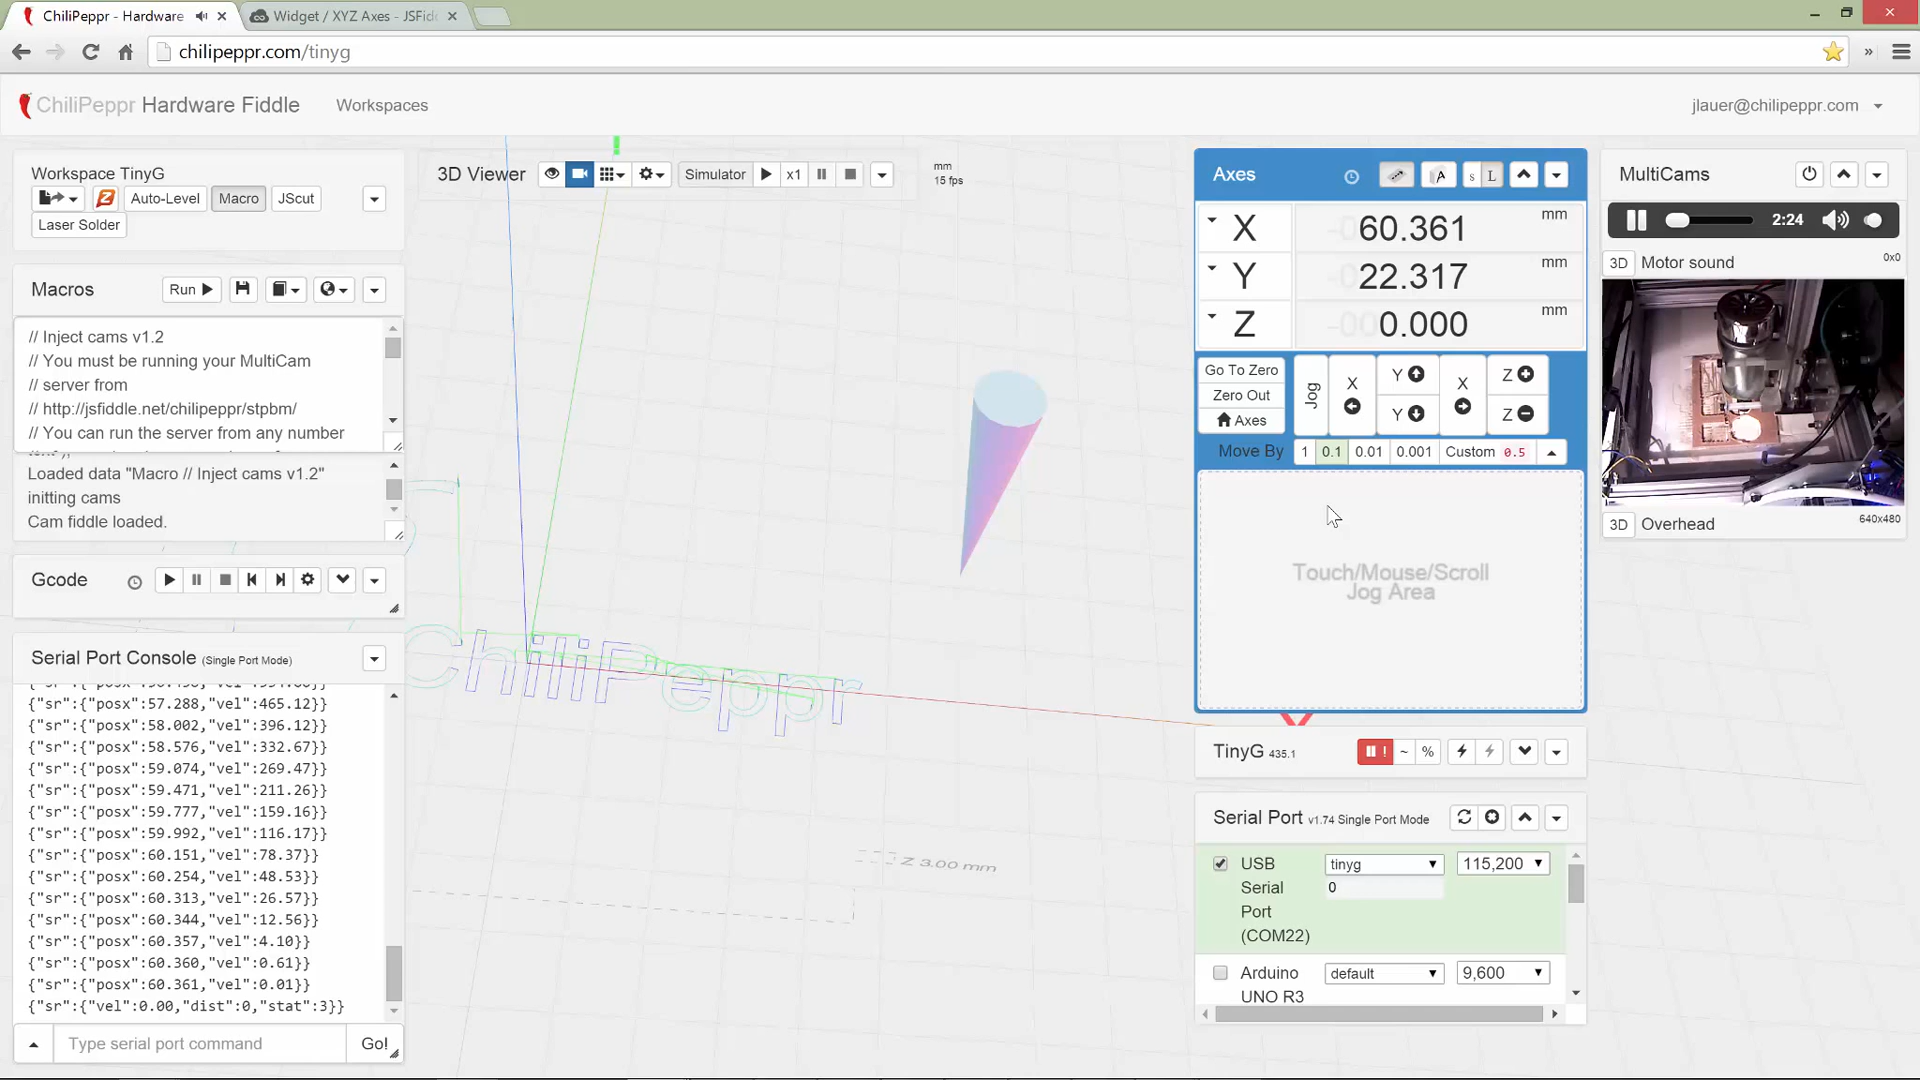 ChiliPeppr - Hardware
Widget / XYZ Axes - JSFid
chilipeppr.com/tinyg
ChiliPeppr Hardware Fiddle
Workspaces
jlauer@chilipeppr.com
Workspace TinyG
Auto-Level
Macro
JScut
Laser Solder
Macros
Run
// Inject cams v1.2
// You must be running your MultiCam
// server from
// http://jsfiddle.net/chilipeppr/stpbm/
// You can run the server from any number
Loaded data "Macro // Inject cams v1.2"
initting cams
Cam fiddle loaded.
Gcode
Serial Port Console (Single Port Mode)
{"sr":{"posx":57.288,"vel":465.12}}
{"sr":{"posx":58.002,"vel":396.12}}
{"sr":{"posx":58.576,"vel":332.67}}
{"sr":{"posx":59.074,"vel":269.47}}
{"sr":{"posx":59.471,"vel":211.26}}
{"sr":{"posx":59.777,"vel":159.16}}
{"sr":{"posx":59.992,"vel":116.17}}
{"sr":{"posx":60.151,"vel":78.37}}
{"sr":{"posx":60.254,"vel":48.53}}
{"sr":{"posx":60.313,"vel":26.57}}
{"sr":{"posx":60.344,"vel":12.56}}
{"sr":{"posx":60.357,"vel":4.10}}
{"sr":{"posx":60.360,"vel":0.61}}
{"sr":{"posx":60.361,"vel":0.01}}
{"sr":{"vel":0.00,"dist":0,"stat":3}}
Type serial port command
Go!
3D Viewer
Simulator
x1
mm
15 fps
ChiliPeppr
Z 3.00 mm
Axes
A
s L
X -060.361 mm
Y -022.317 mm
Z -000.000 mm
Go To Zero
Zero Out
Axes
Jog
X
Y
Y
X
Z
Z
Move By 1 0.1 0.01 0.001 Custom 0.5
Touch/Mouse/Scroll
Jog Area
TinyG 435.1
! ~ %
Serial Port v1.74 Single Port Mode
USB
Serial
Port
(COM22)
tinyg
115,200
0
Arduino
UNO R3
default
9,600
MultiCams
2:24
3D Motor sound 0x0
3D Overhead 640x480